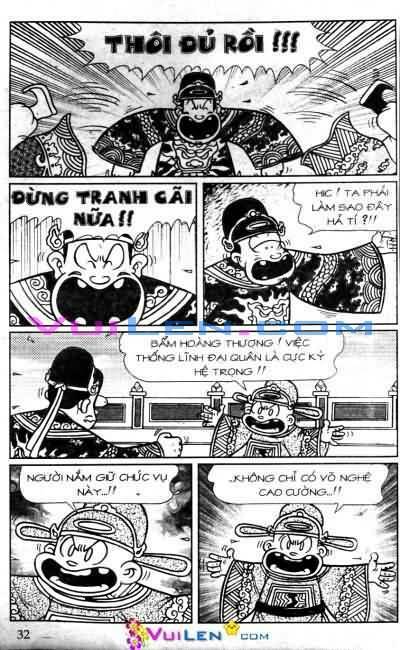 THÔI ĐỦ RỒI !!!
ĐỪNG TRANH CÃI
NỮA!!
HIC! TA PHẢI
LÀM SAO ĐÂY
HẢ TÍ ?!!
VUILEN.COM
BẨM HOÀNG THƯỢNG! VIỆC
THỐNG LĨNH ĐẠI QUÂN LÀ CỰC KỲ
HỆ TRỌNG!!
NGƯỜI NẮM GIỮ CHỨC VỤ
NÀY...!!
..KHÔNG CHỈ CÓ VÕ NGHỆ
CAO CƯỜNG...!!
32
VUILEN.COM